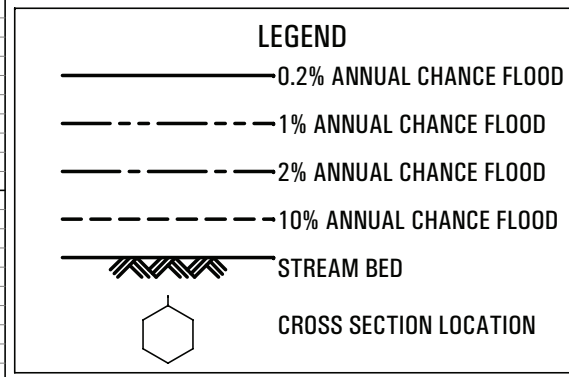 LEGEND
0.2% ANNUAL CHANCE FLOOD
1% ANNUAL CHANCE FLOOD
2% ANNUAL CHANCE FLOOD
10% ANNUAL CHANCE FLOOD
STREAM BED
CROSS SECTION LOCATION